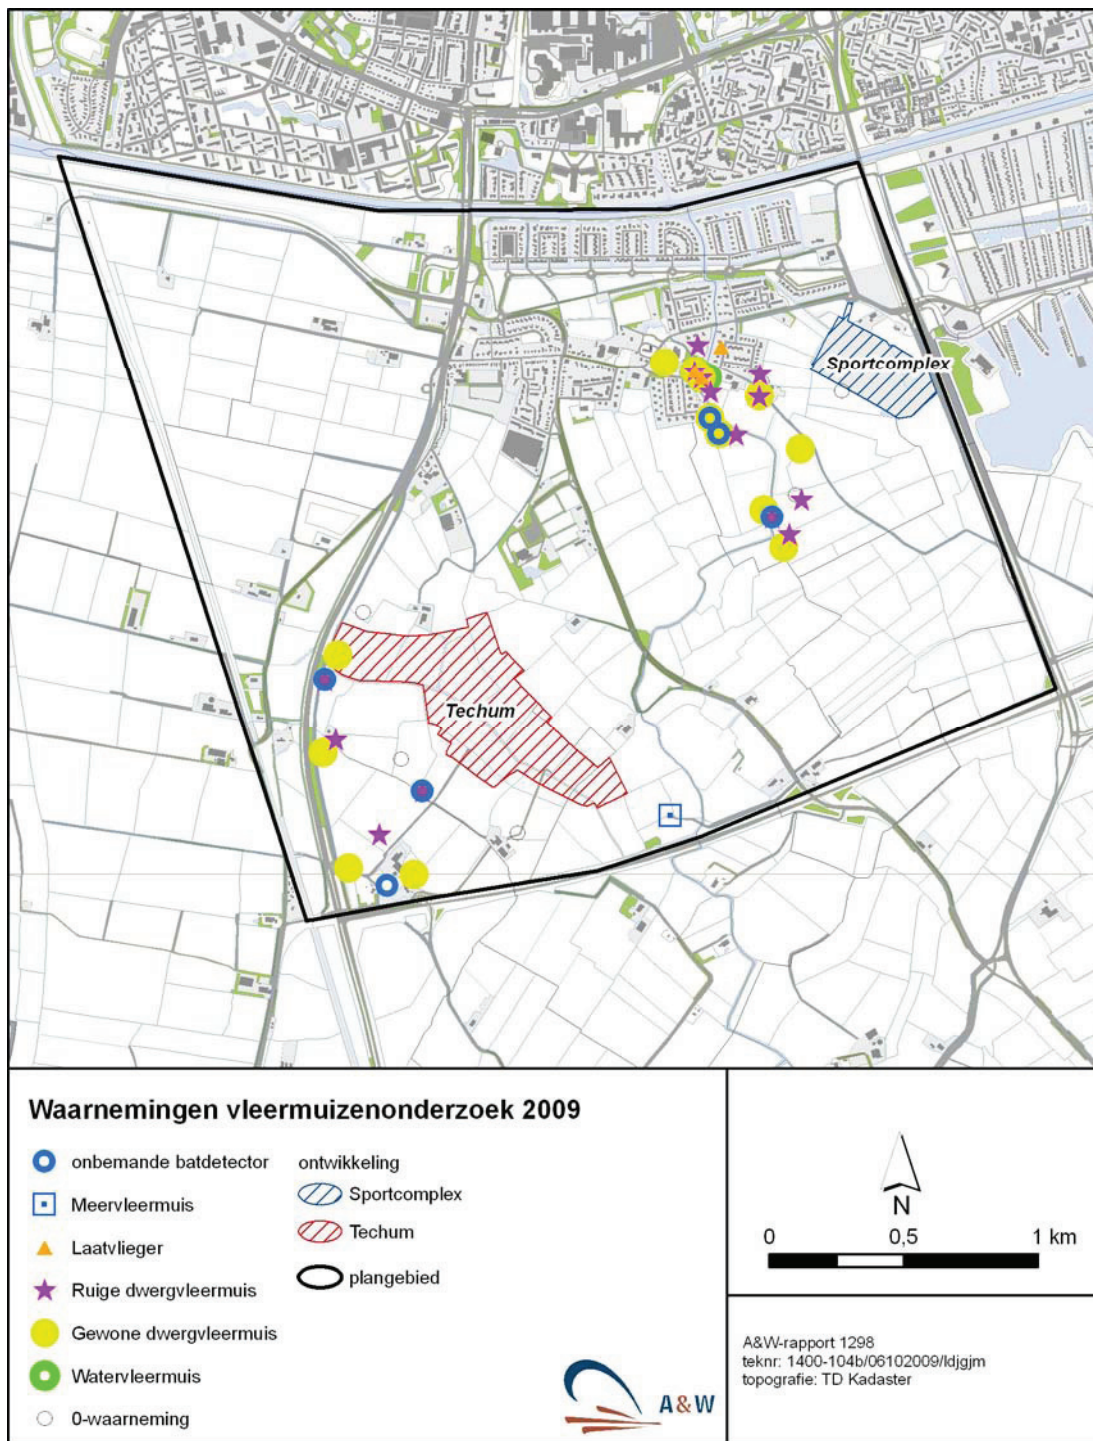 Sportcomplex
Techum
Waarnemingen vleermuizenonderzoek 2009
onbemande batdetector
Meervleermuis
Laatvlieger
Ruige dwergvleermuis
Gewone dwergvleermuis
Watervleermuis
0-waarneming
ontwikkeling
Sportcomplex
Techum
plangebied
A&W
N
0 0,5 1 km
A&W-rapport 1298
teknr: 1400-104b/06102009/ldjgjm
topografie: TD Kadaster